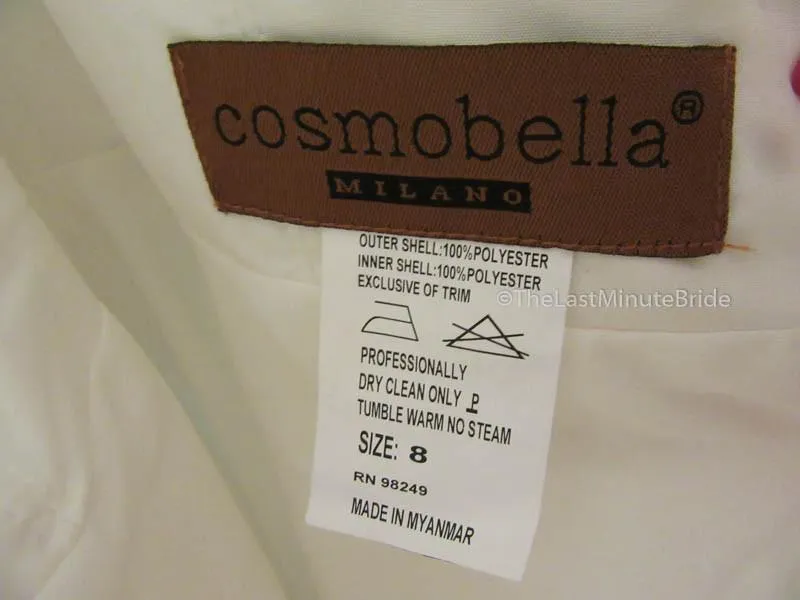 cosmobella®
MILANO
OUTER SHELL:100%POLYESTER
INNER SHELL:100%POLYESTER
EXCLUSIVE OF TRIM
©TheLastMinuteBride
PROFESSIONALLY
DRY CLEAN ONLY P
TUMBLE WARM NO STEAM
SIZE: 8
RN 98249
MADE IN MYANMAR